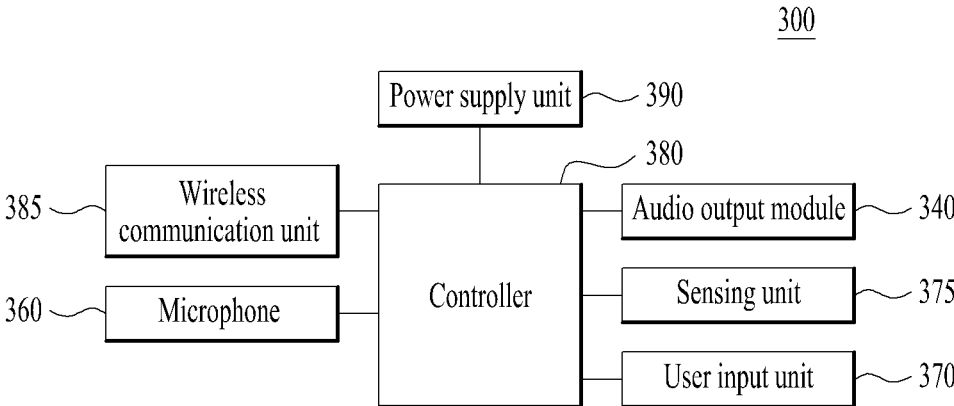 300
Power supply unit
390
380
385
Wireless
communication unit
Audio output module
340
360
Microphone
Controller
Sensing unit
375
User input unit
370